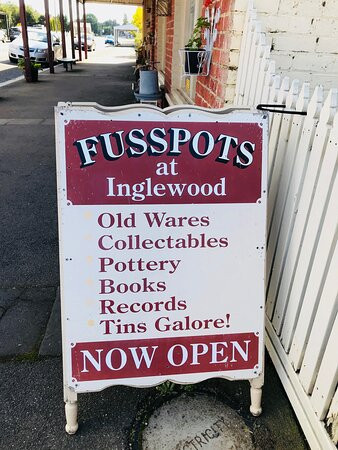 FUSSPOTS
at
Inglewood
Old Wares
Collectables
Pottery
Books
Records
Tins Galore!
NOW OPEN